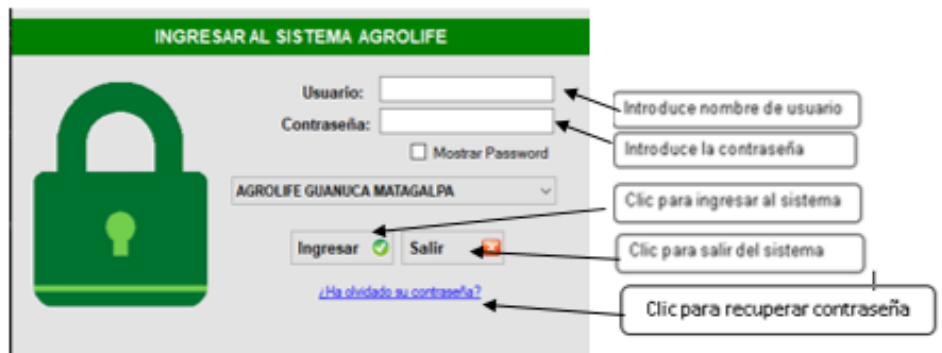 INGRESAR AL SISTEMA AGROLIFE
Usuario:
Introduce nombre de usuario
Contraseña:
Introduce la contraseña
Mostrar Password
AGROLIFE GUANUCA MATAGALPA
Clic para ingresar al sistema
Ingresar
Salir
Clic para salir del sistema
¿Ha olvidado su contraseña?
Clic para recuperar contraseña